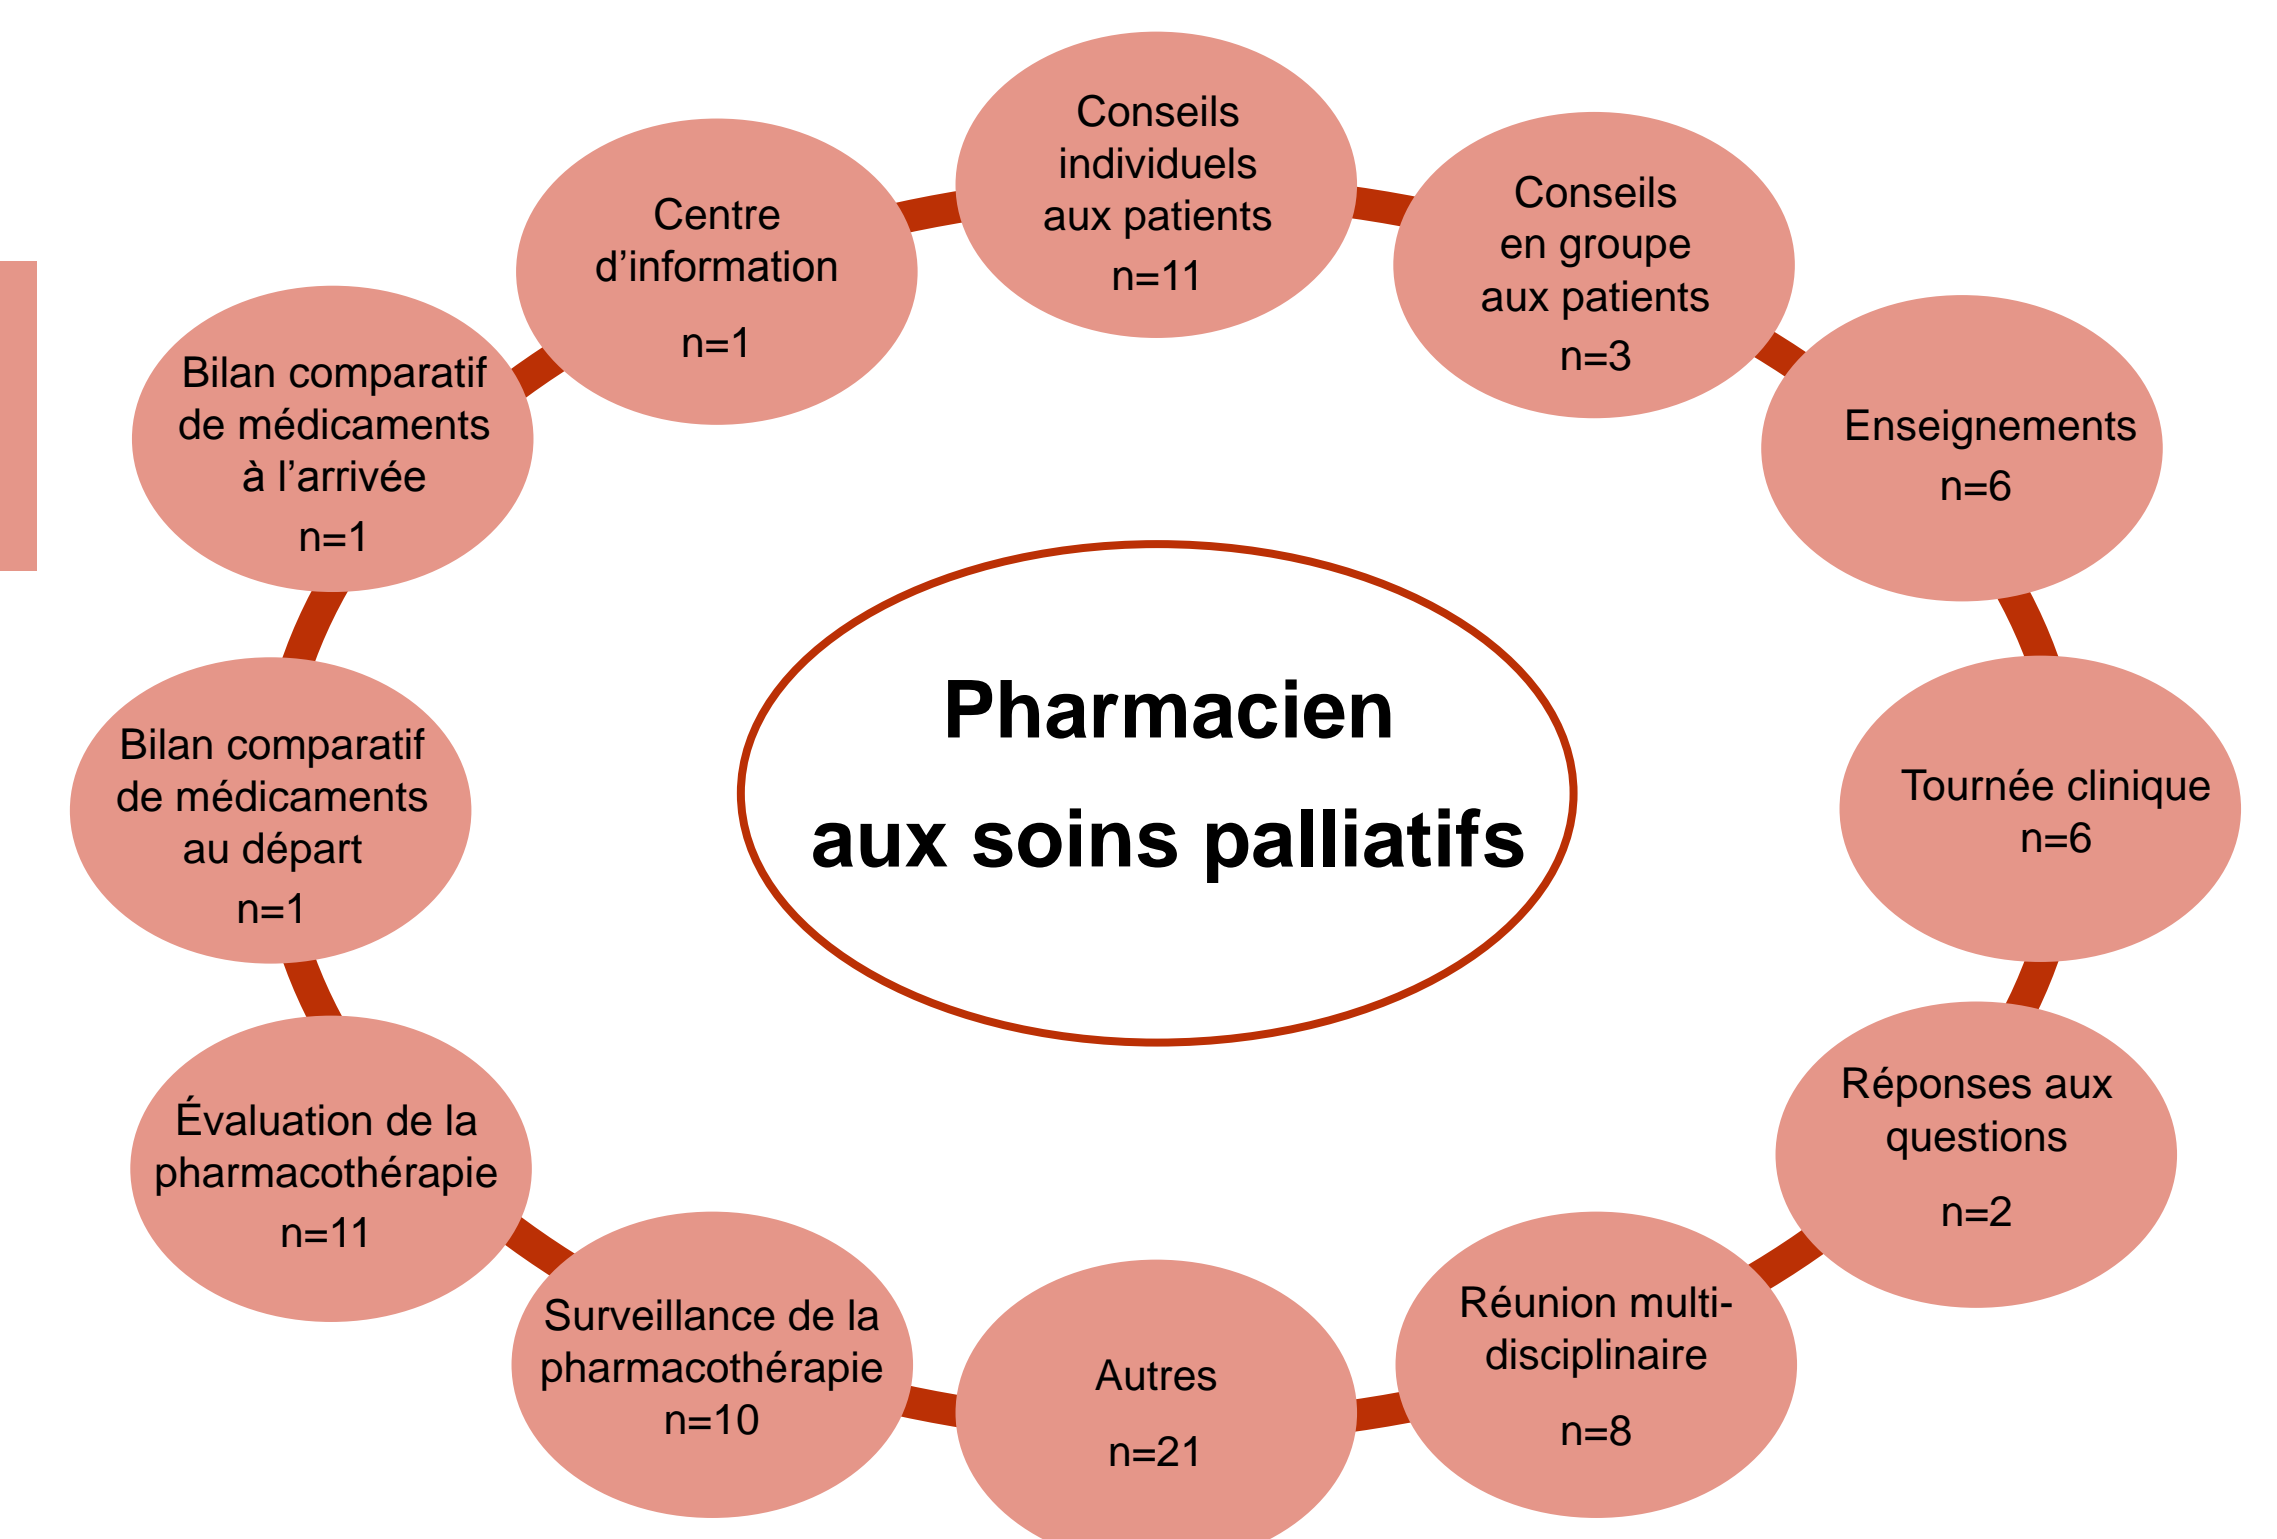 Conseils
individuels
aux patients
n=11
Conseils
en groupe
aux patients
n=3
Enseignements
n=6
Tournée clinique
n=6
Réponses aux
questions
n=2
Réunion multi-
disciplinaire
n=8
Autres
n=21
Surveillance de la
pharmacothérapie
n=10
Évaluation de la
pharmacothérapie
n=11
Bilan comparatif
de médicaments
au départ
n=1
Bilan comparatif
de médicaments
à l’arrivée
n=1
Centre
d’information
n=1
Pharmacien
aux soins palliatifs